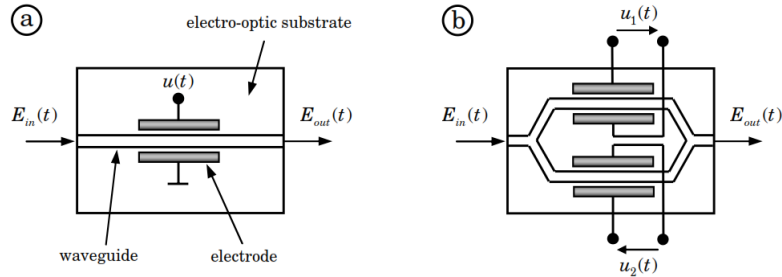 a
electro-optic substrate
u(t)
E_in(t)
E_out(t)
waveguide
electrode
b
u_1(t)
E_in(t)
E_out(t)
u_2(t)